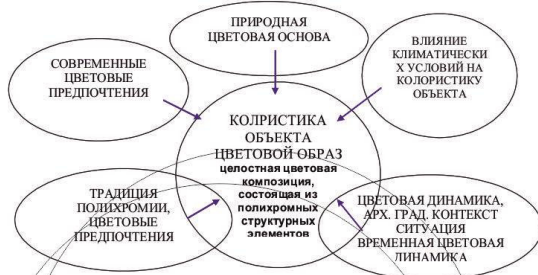 ПРИРОДНАЯ
ЦВЕТОВАЯ ОСНОВА
СОВРЕМЕННЫЕ
ЦВЕТОВЫЕ
ПРЕДПОЧТЕНИЯ
ВЛИЯНИЕ
КЛИМАТИЧЕСКИ
Х УСЛОВИЙ НА
КОЛОРИСТИКУ
ОБЪЕКТА
КОЛРИСТИКА
ОБЪЕКТА
ЦВЕТОВОЙ ОБРАЗ
целостная цветовая
композиция,
состоящая из
полихромных
структурных
элементов
ТРАДИЦИЯ
ПОЛИХРОМИИ,
ЦВЕТОВЫЕ
ПРЕДПОЧТЕНИЯ
ЦВЕТОВАЯ ДИНАМИКА,
АРХ. ГРАД. КОНТЕКСТ
СИТУАЦИЯ
ВРЕМЕННАЯ ЦВЕТОВАЯ
ДИНАМИКА